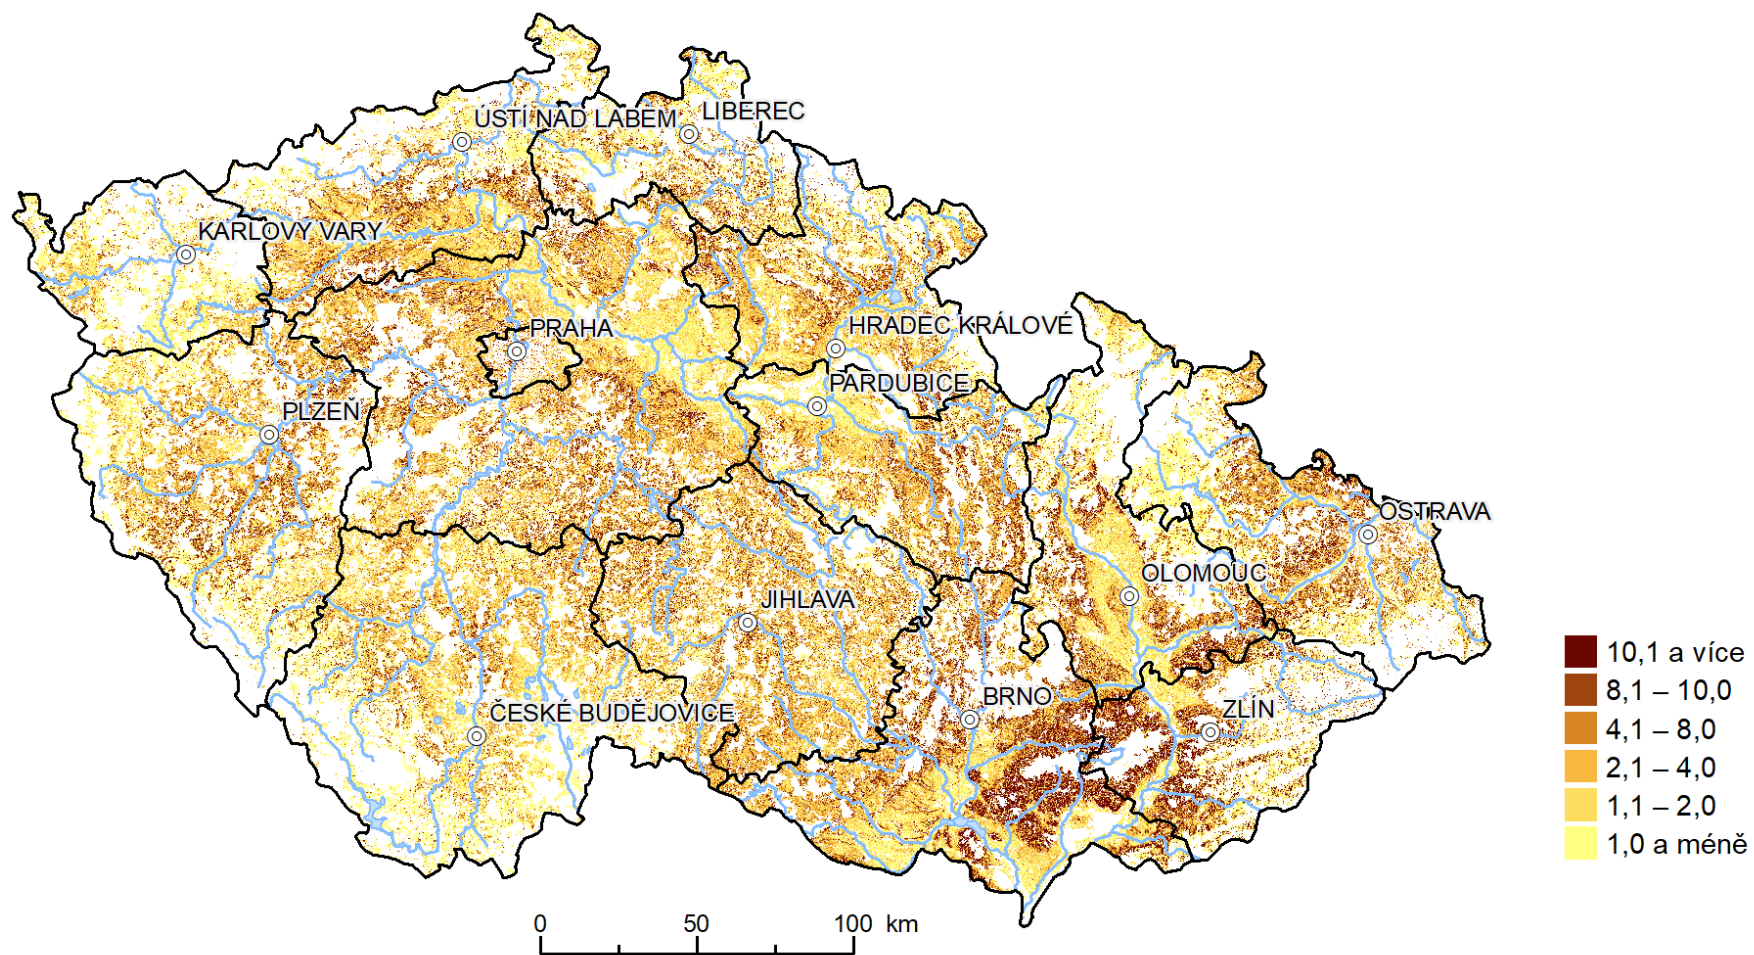 ÚSTÍ NAD LABEM
LIBEREC
KARLOVY VARY
PRAHA
HRADEC KRÁLOVÉ
PARDUBICE
PLZEŇ
OSTRAVA
OLOMOUC
JIHLAVA
BRNO
ČESKÉ BUDĚJOVICE
ZLÍN
10,1 a více
8,1 – 10,0
4,1 – 8,0
2,1 – 4,0
1,1 – 2,0
1,0 a méně
0 50 100 km